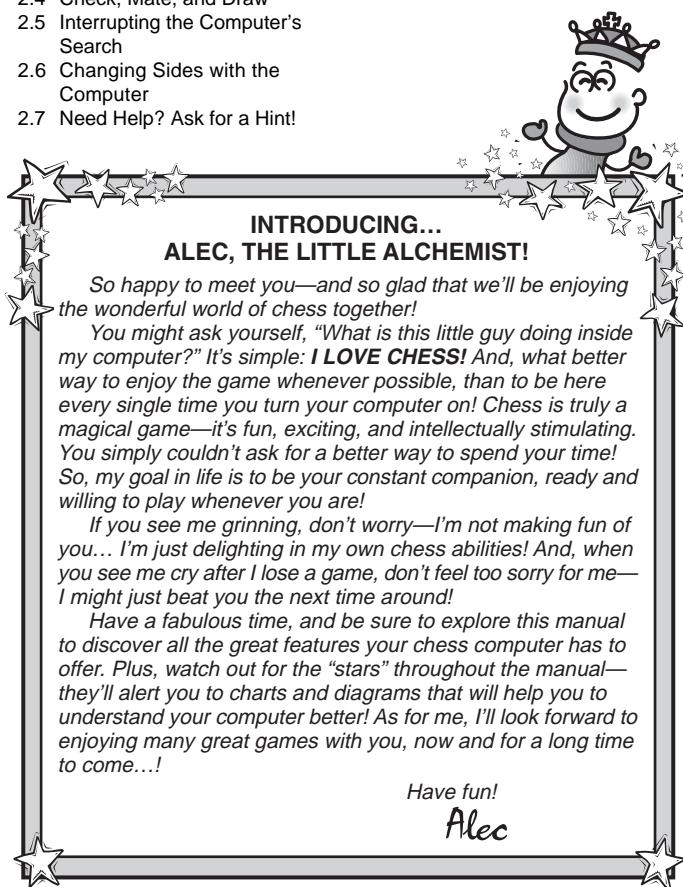 2.4 Check, Mate, and Draw
2.5 Interrupting the Computer's
Search
2.6 Changing Sides with the
Computer
2.7 Need Help? Ask for a Hint!
INTRODUCING…
ALEC, THE LITTLE ALCHEMIST!
So happy to meet you—and so glad that we'll be enjoying
the wonderful world of chess together!
You might ask yourself, “What is this little guy doing inside
my computer?” It's simple: I LOVE CHESS! And, what better
way to enjoy the game whenever possible, than to be here
every single time you turn your computer on! Chess is truly a
magical game—it's fun, exciting, and intellectually stimulating.
You simply couldn't ask for a better way to spend your time!
So, my goal in life is to be your constant companion, ready and
willing to play whenever you are!
If you see me grinning, don't worry—I'm not making fun of
you… I'm just delighting in my own chess abilities! And, when
you see me cry after I lose a game, don't feel too sorry for me—
I might just beat you the next time around!
Have a fabulous time, and be sure to explore this manual
to discover all the great features your chess computer has to
offer. Plus, watch out for the “stars” throughout the manual—
they'll alert you to charts and diagrams that will help you to
understand your computer better! As for me, I'll look forward to
enjoying many great games with you, now and for a long time
to come…!
Have fun!
Alec